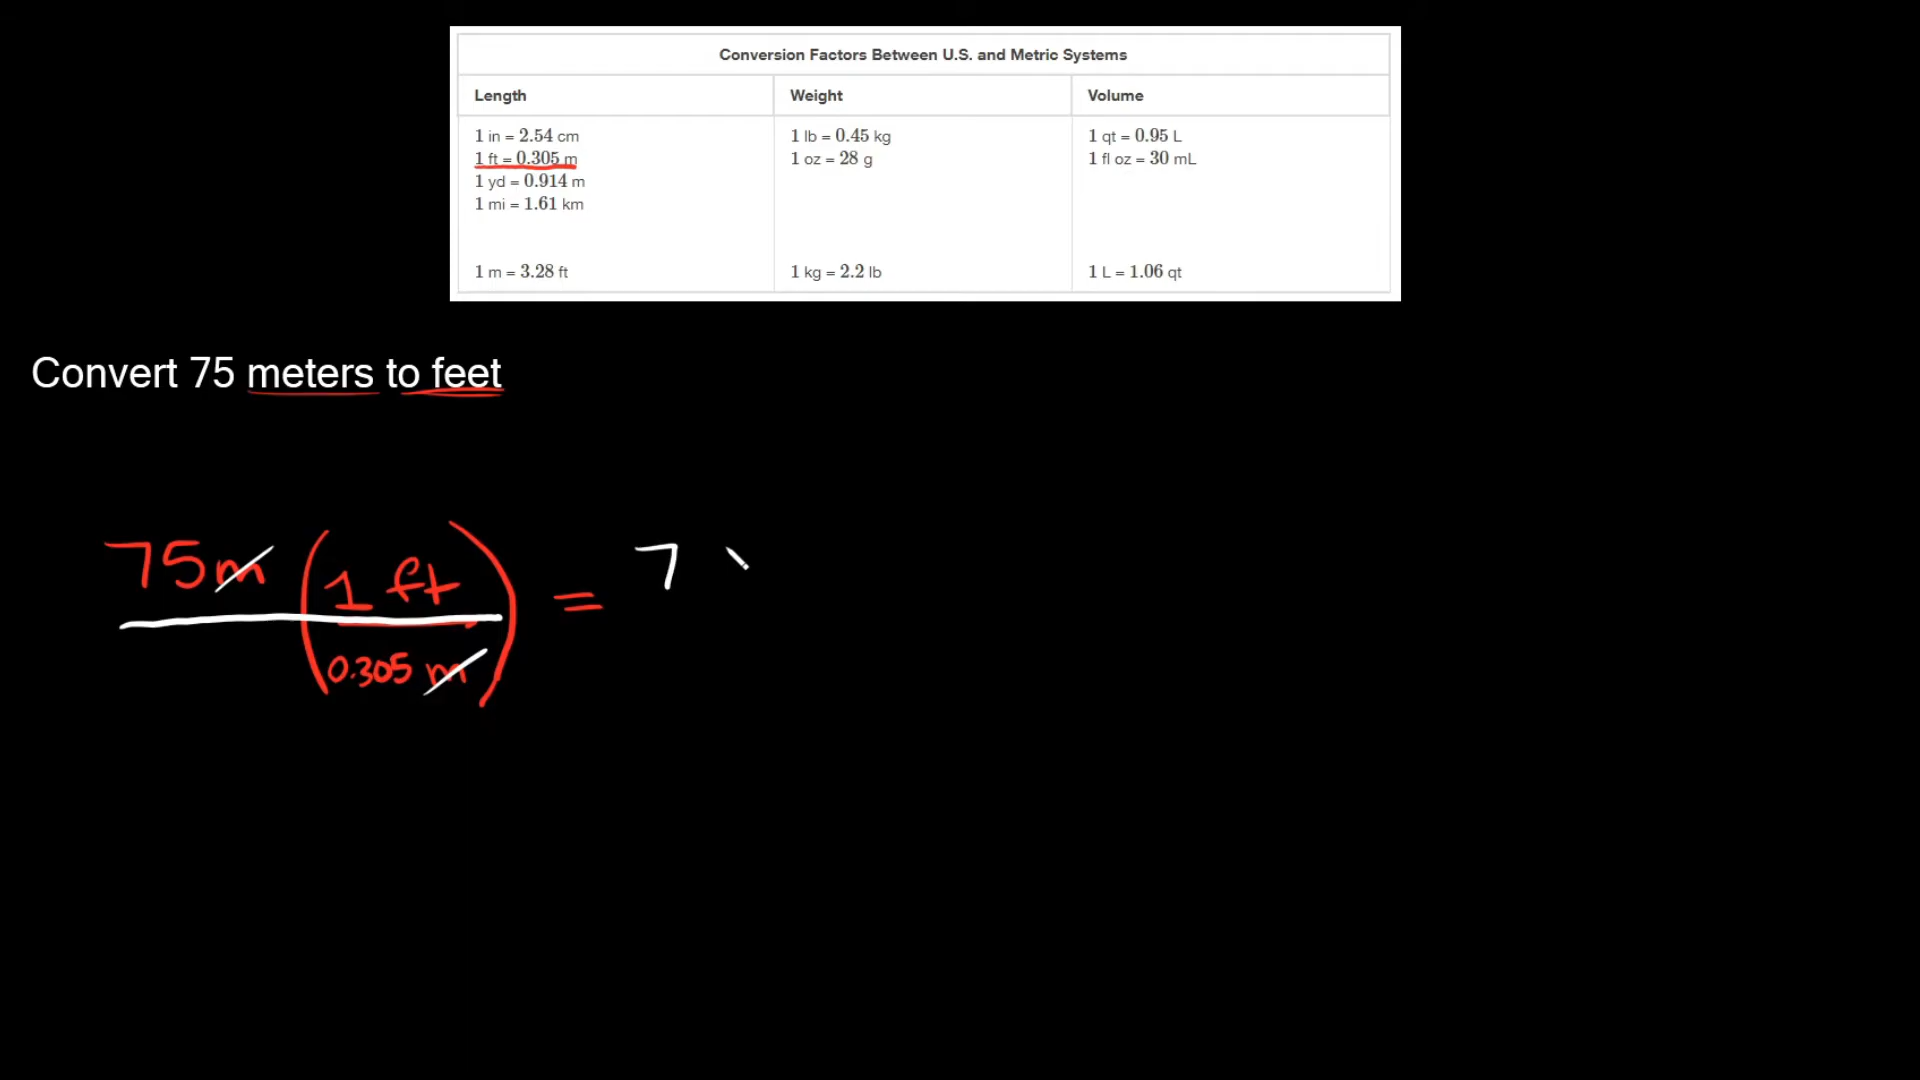 Conversion Factors Between U.S. and Metric Systems
Length Weight Volume
1 in = 2.54 cm 1 lb = 0.45 kg 1 qt = 0.95 L
1 ft = 0.305 m 1 oz = 28 g 1 fl oz = 30 mL
1 yd = 0.914 m
1 mi = 1.61 km
1 m = 3.28 ft 1 kg = 2.2 lb 1 L = 1.06 qt
Convert 75 meters to feet
75m (1 ft = 7
0.305 m)